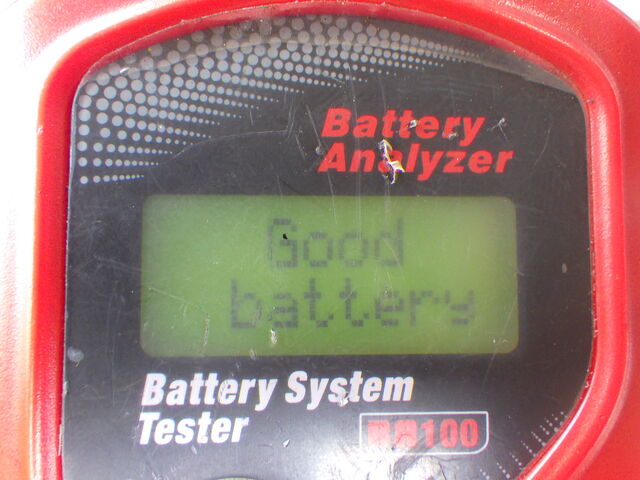 Battery
Analyzer
Good
battery
Battery System
Tester